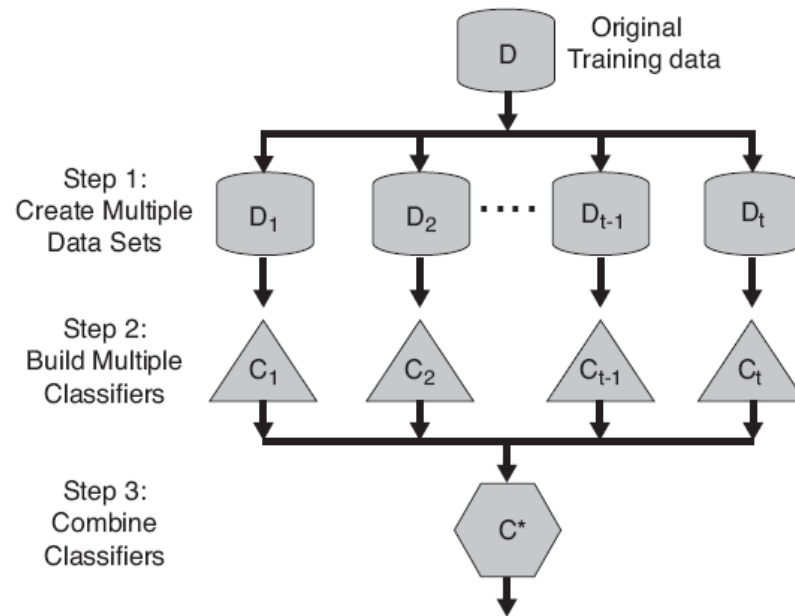 D
Original
Training data
Step 1:
Create Multiple
Data Sets
D1
D2
....
Dt-1
Dt
Step 2:
Build Multiple
Classifiers
C1
C2
Ct-1
Ct
Step 3:
Combine
Classifiers
C*